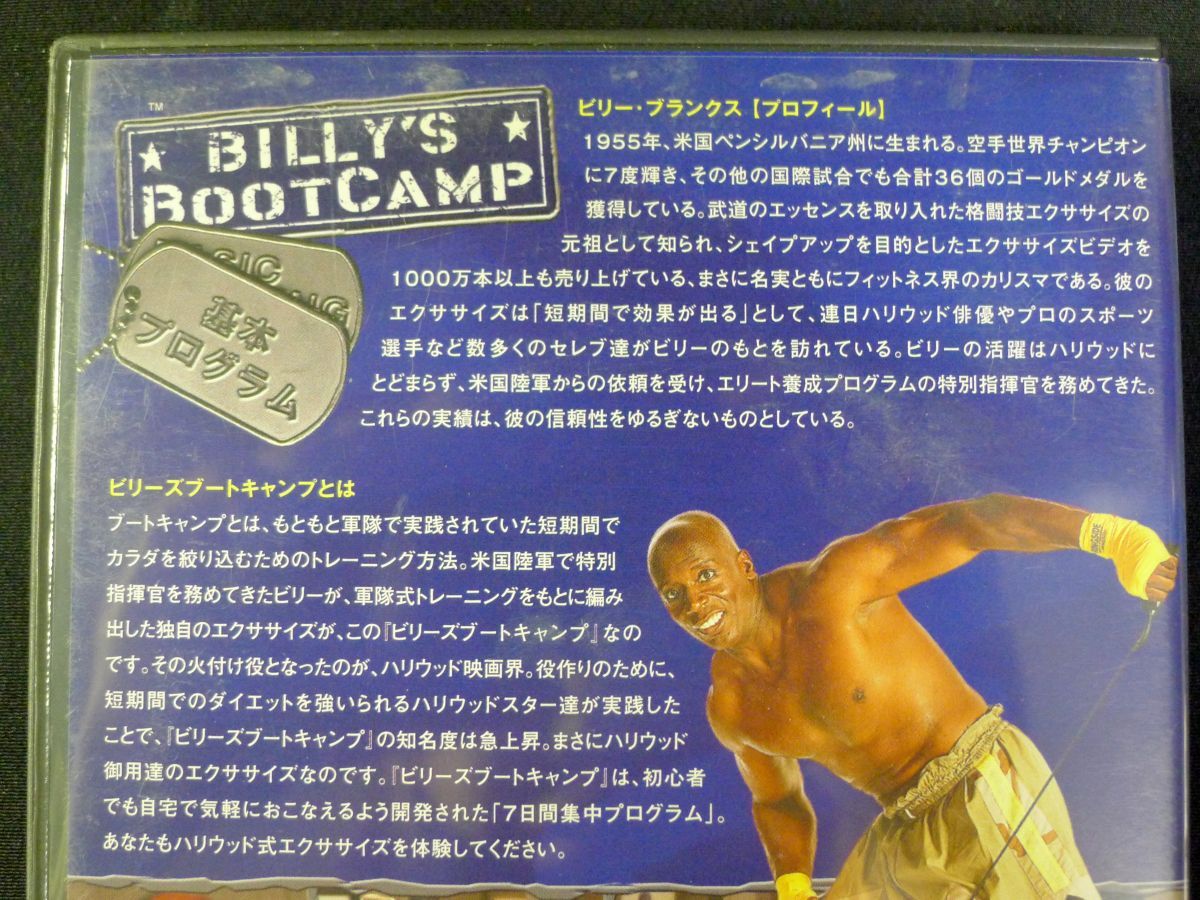 ™
BILLY'S
BOOTCAMP
基本
プログラム
ビリー・ブランクス【プロフィール】
1955年、米国ペンシルバニア州に生まれる。空手世界チャンピオン
に7度輝き、その他の国際試合でも合計36個のゴールドメダルを
獲得している。武道のエッセンスを取り入れた格闘技エクササイズの
元祖として知られ、シェイプアップを目的としたエクササイズビデオを
1000万本以上も売り上げている、まさに名実ともにフィットネス界のカリスマである。彼の
エクササイズは「短期間で効果が出る」として、連日ハリウッド俳優やプロのスポーツ
選手など数多くのセレブ達がビリーのもとを訪れている。ビリーの活躍はハリウッドに
とどまらず、米国陸軍からの依頼を受け、エリート養成プログラムの特別指揮官を務めてきた。
これらの実績は、彼の信頼性をゆるぎないものとしている。
ビリーズブートキャンプとは
ブートキャンプとは、もともと軍隊で実践されていた短期間で
カラダを絞り込むためのトレーニング方法。米国陸軍で特別
指揮官を務めてきたビリーが、軍隊式トレーニングをもとに編み
出した独自のエクササイズが、この『ビリーズブートキャンプ』なの
です。その火付け役となったのが、ハリウッド映画界。役作りのために、
短期間でのダイエットを強いられるハリウッドスター達が実践した
ことで、『ビリーズブートキャンプ』の知名度は急上昇。まさにハリウッド
御用達のエクササイズなのです。『ビリーズブートキャンプ』は、初心者
でも自宅で気軽におこなえるよう開発された「7日間集中プログラム」。
あなたもハリウッド式エクササイズを体験してください。